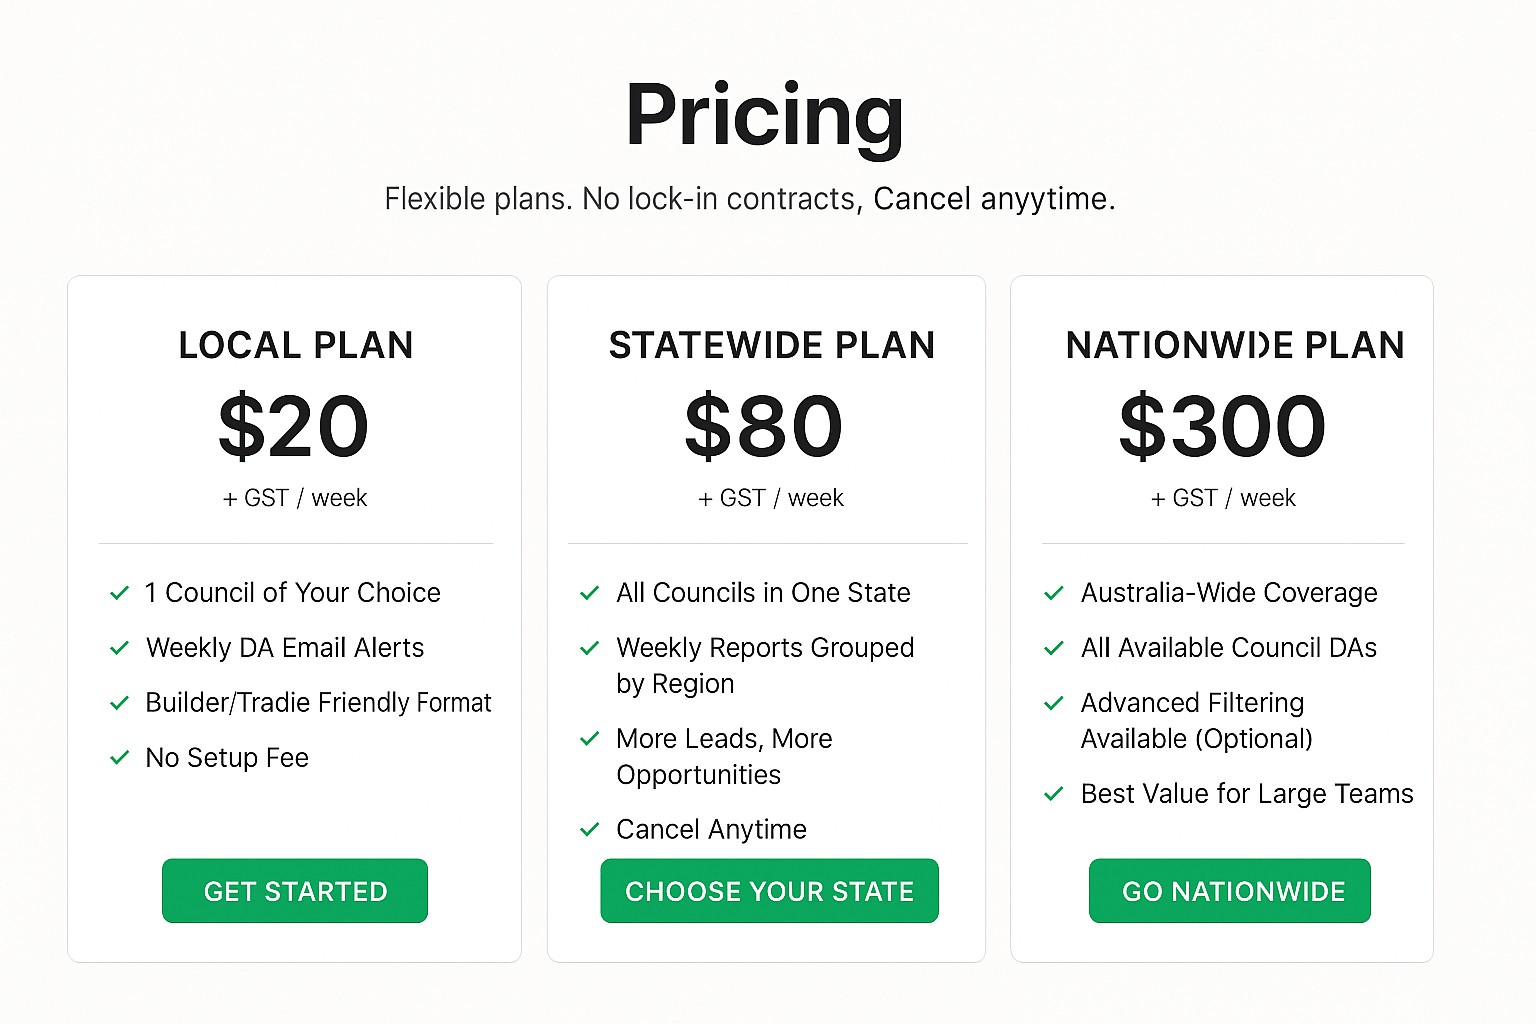 Pricing
Flexible plans. No lock-in contracts, Cancel anyytime.
LOCAL PLAN
$20
+ GST / week
1 Council of Your Choice
Weekly DA Email Alerts
Builder/Tradie Friendly Format
No Setup Fee
GET STARTED
STATEWIDE PLAN
$80
+ GST / week
All Councils in One State
Weekly Reports Grouped
by Region
More Leads, More
Opportunities
Cancel Anytime
CHOOSE YOUR STATE
NATIONWIDE PLAN
$300
+ GST / week
Australia-Wide Coverage
All Available Council DAs
Advanced Filtering
Available (Optional)
Best Value for Large Teams
GO NATIONWIDE